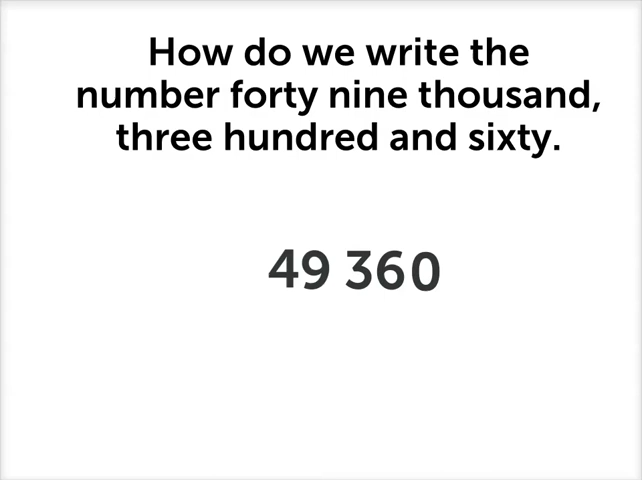 How do we write the
number forty nine thousand,
three hundred and sixty.
49 360